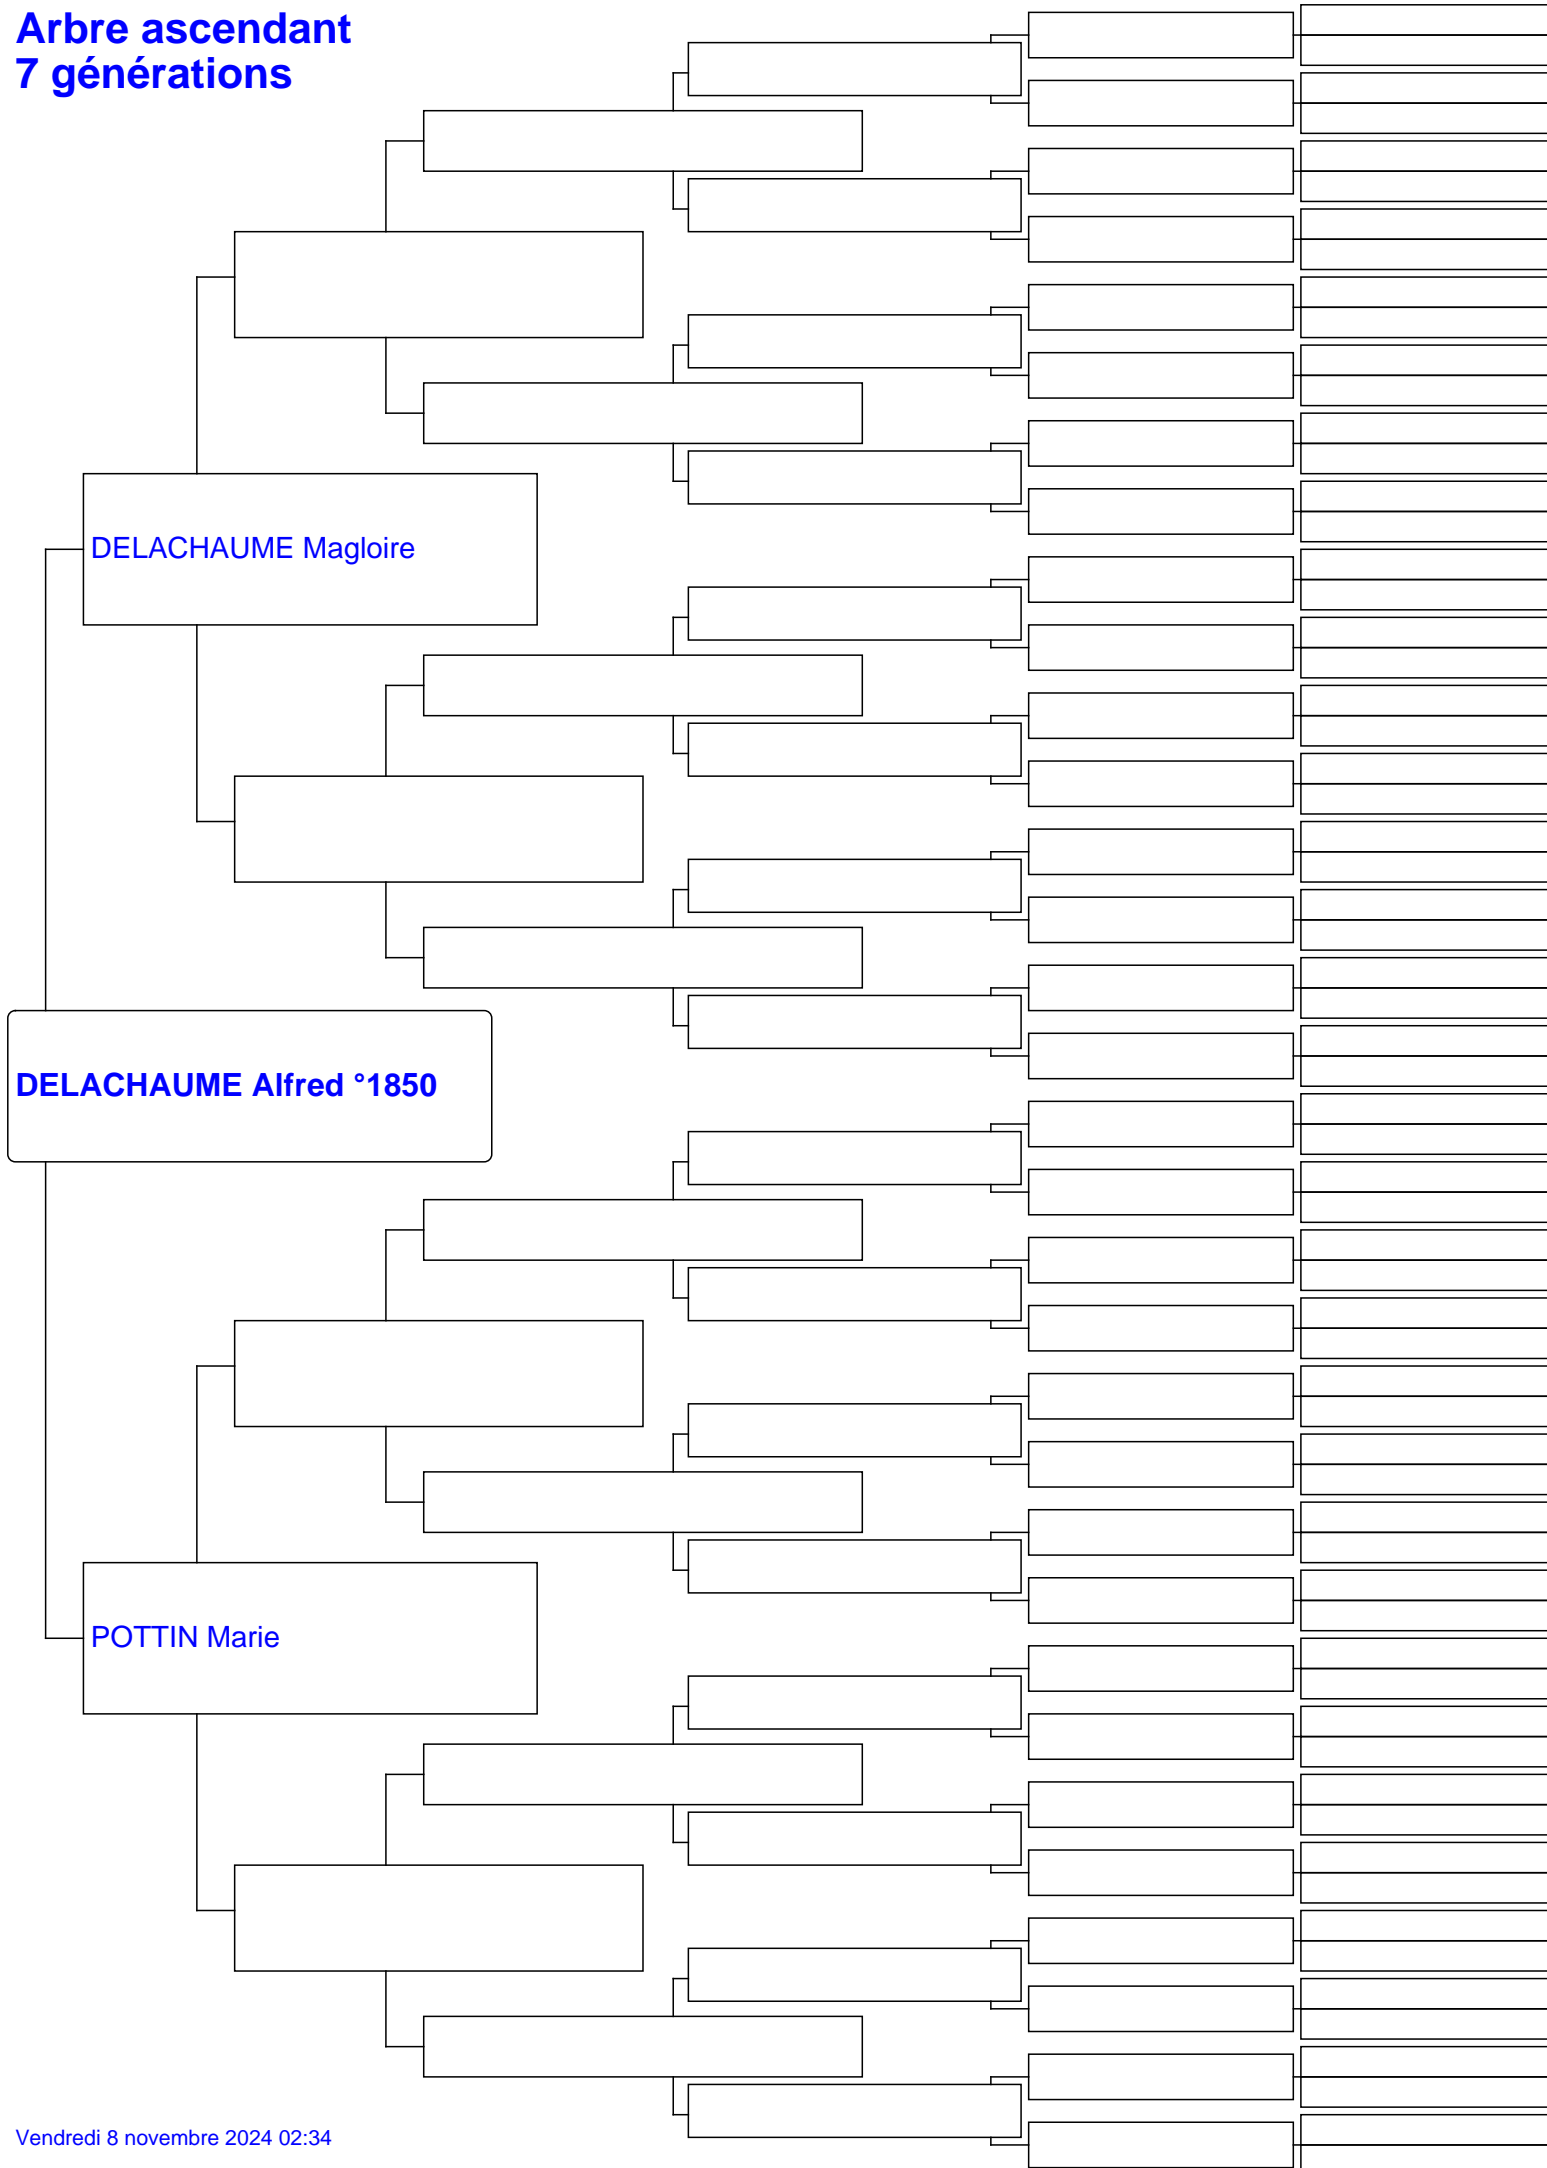 Arbre ascendant
7 générations
DELACHAUME Magloire
DELACHAUME Alfred °1850
POTTIN Marie
Vendredi 8 novembre 2024 02:34